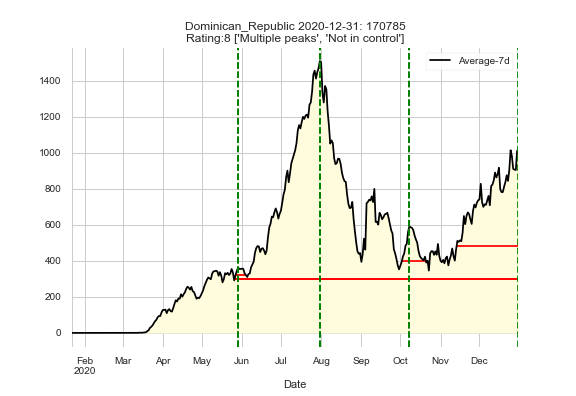 Dominican_Republic 2020-12-31: 170785
Rating:8 ['Multiple peaks', 'Not in control']
Average-7d
1400
1200
1000
800
600
400
200
0
Feb Mar Apr May Jun Jul Aug Sep Oct Nov Dec
2020
Date